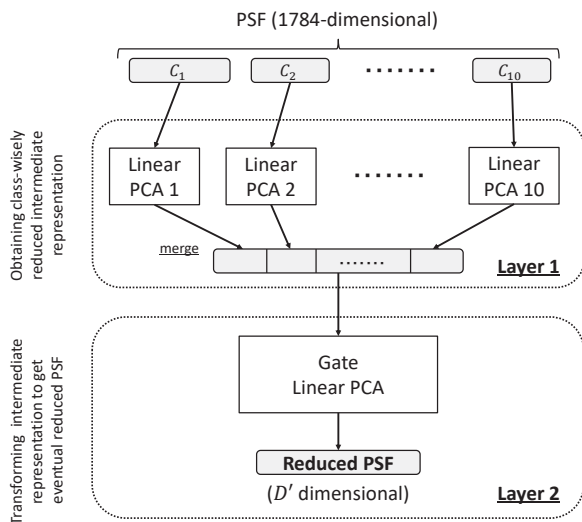 PSF (1784-dimensional)
C₁ C₂ ....... C₁₀
Obtaining class-wisely
reduced intermediate
representation
Linear
PCA 1
Linear
PCA 2
.......
Linear
PCA 10
merge
.......
Layer 1
Transforming intermediate
representation to get
eventual reduced PSF
Gate
Linear PCA
Reduced PSF
(D′ dimensional)
Layer 2